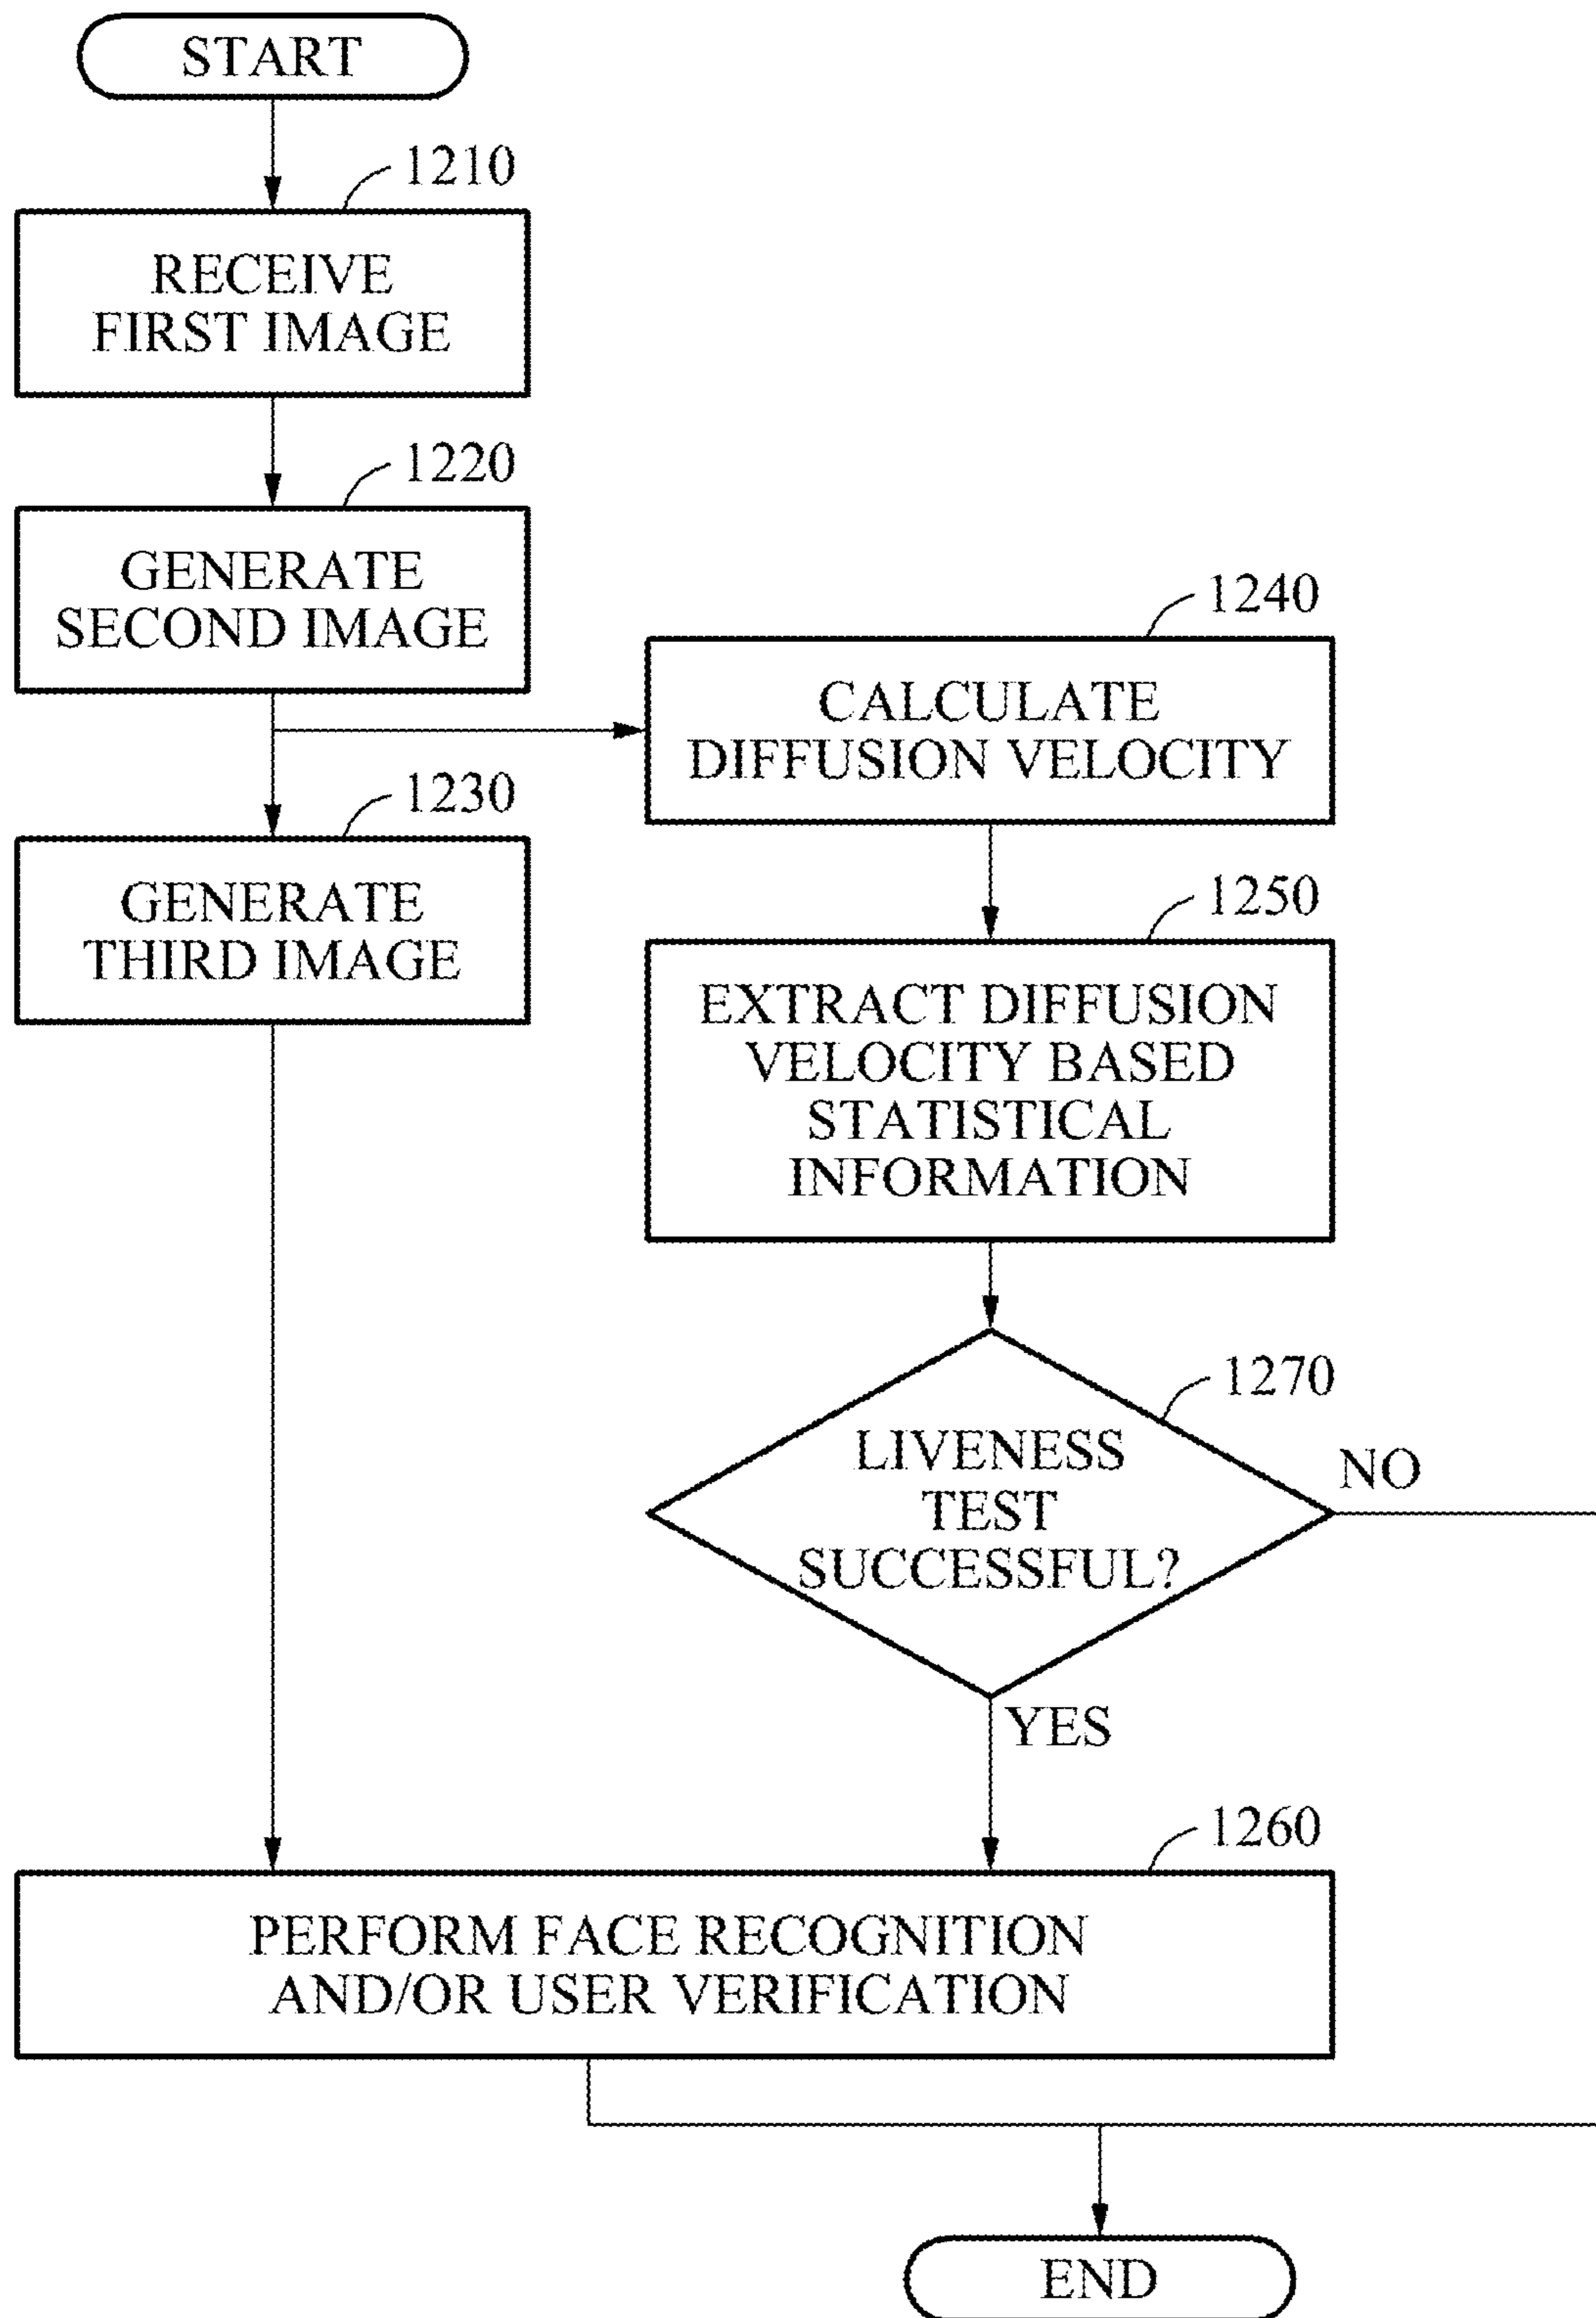 START
1210
RECEIVE
FIRST IMAGE
1220
GENERATE
SECOND IMAGE
1240
CALCULATE
DIFFUSION VELOCITY
1230
GENERATE
THIRD IMAGE
1250
EXTRACT DIFFUSION
VELOCITY BASED
STATISTICAL
INFORMATION
1270
LIVENESS
TEST
SUCCESSFUL?
NO
YES
1260
PERFORM FACE RECOGNITION
AND/OR USER VERIFICATION
END